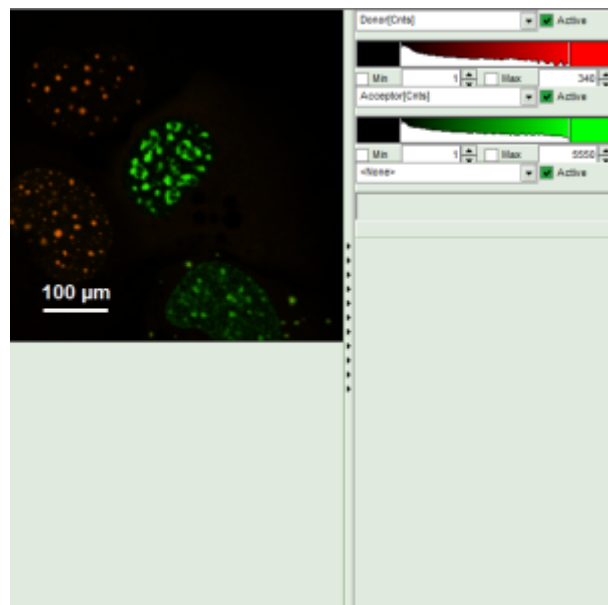 Donor[Cnts]
Active
Min
1
Max
340
Acceptor[Cnts]
Active
Min
1
Max
5550
<None>
Active
100 µm